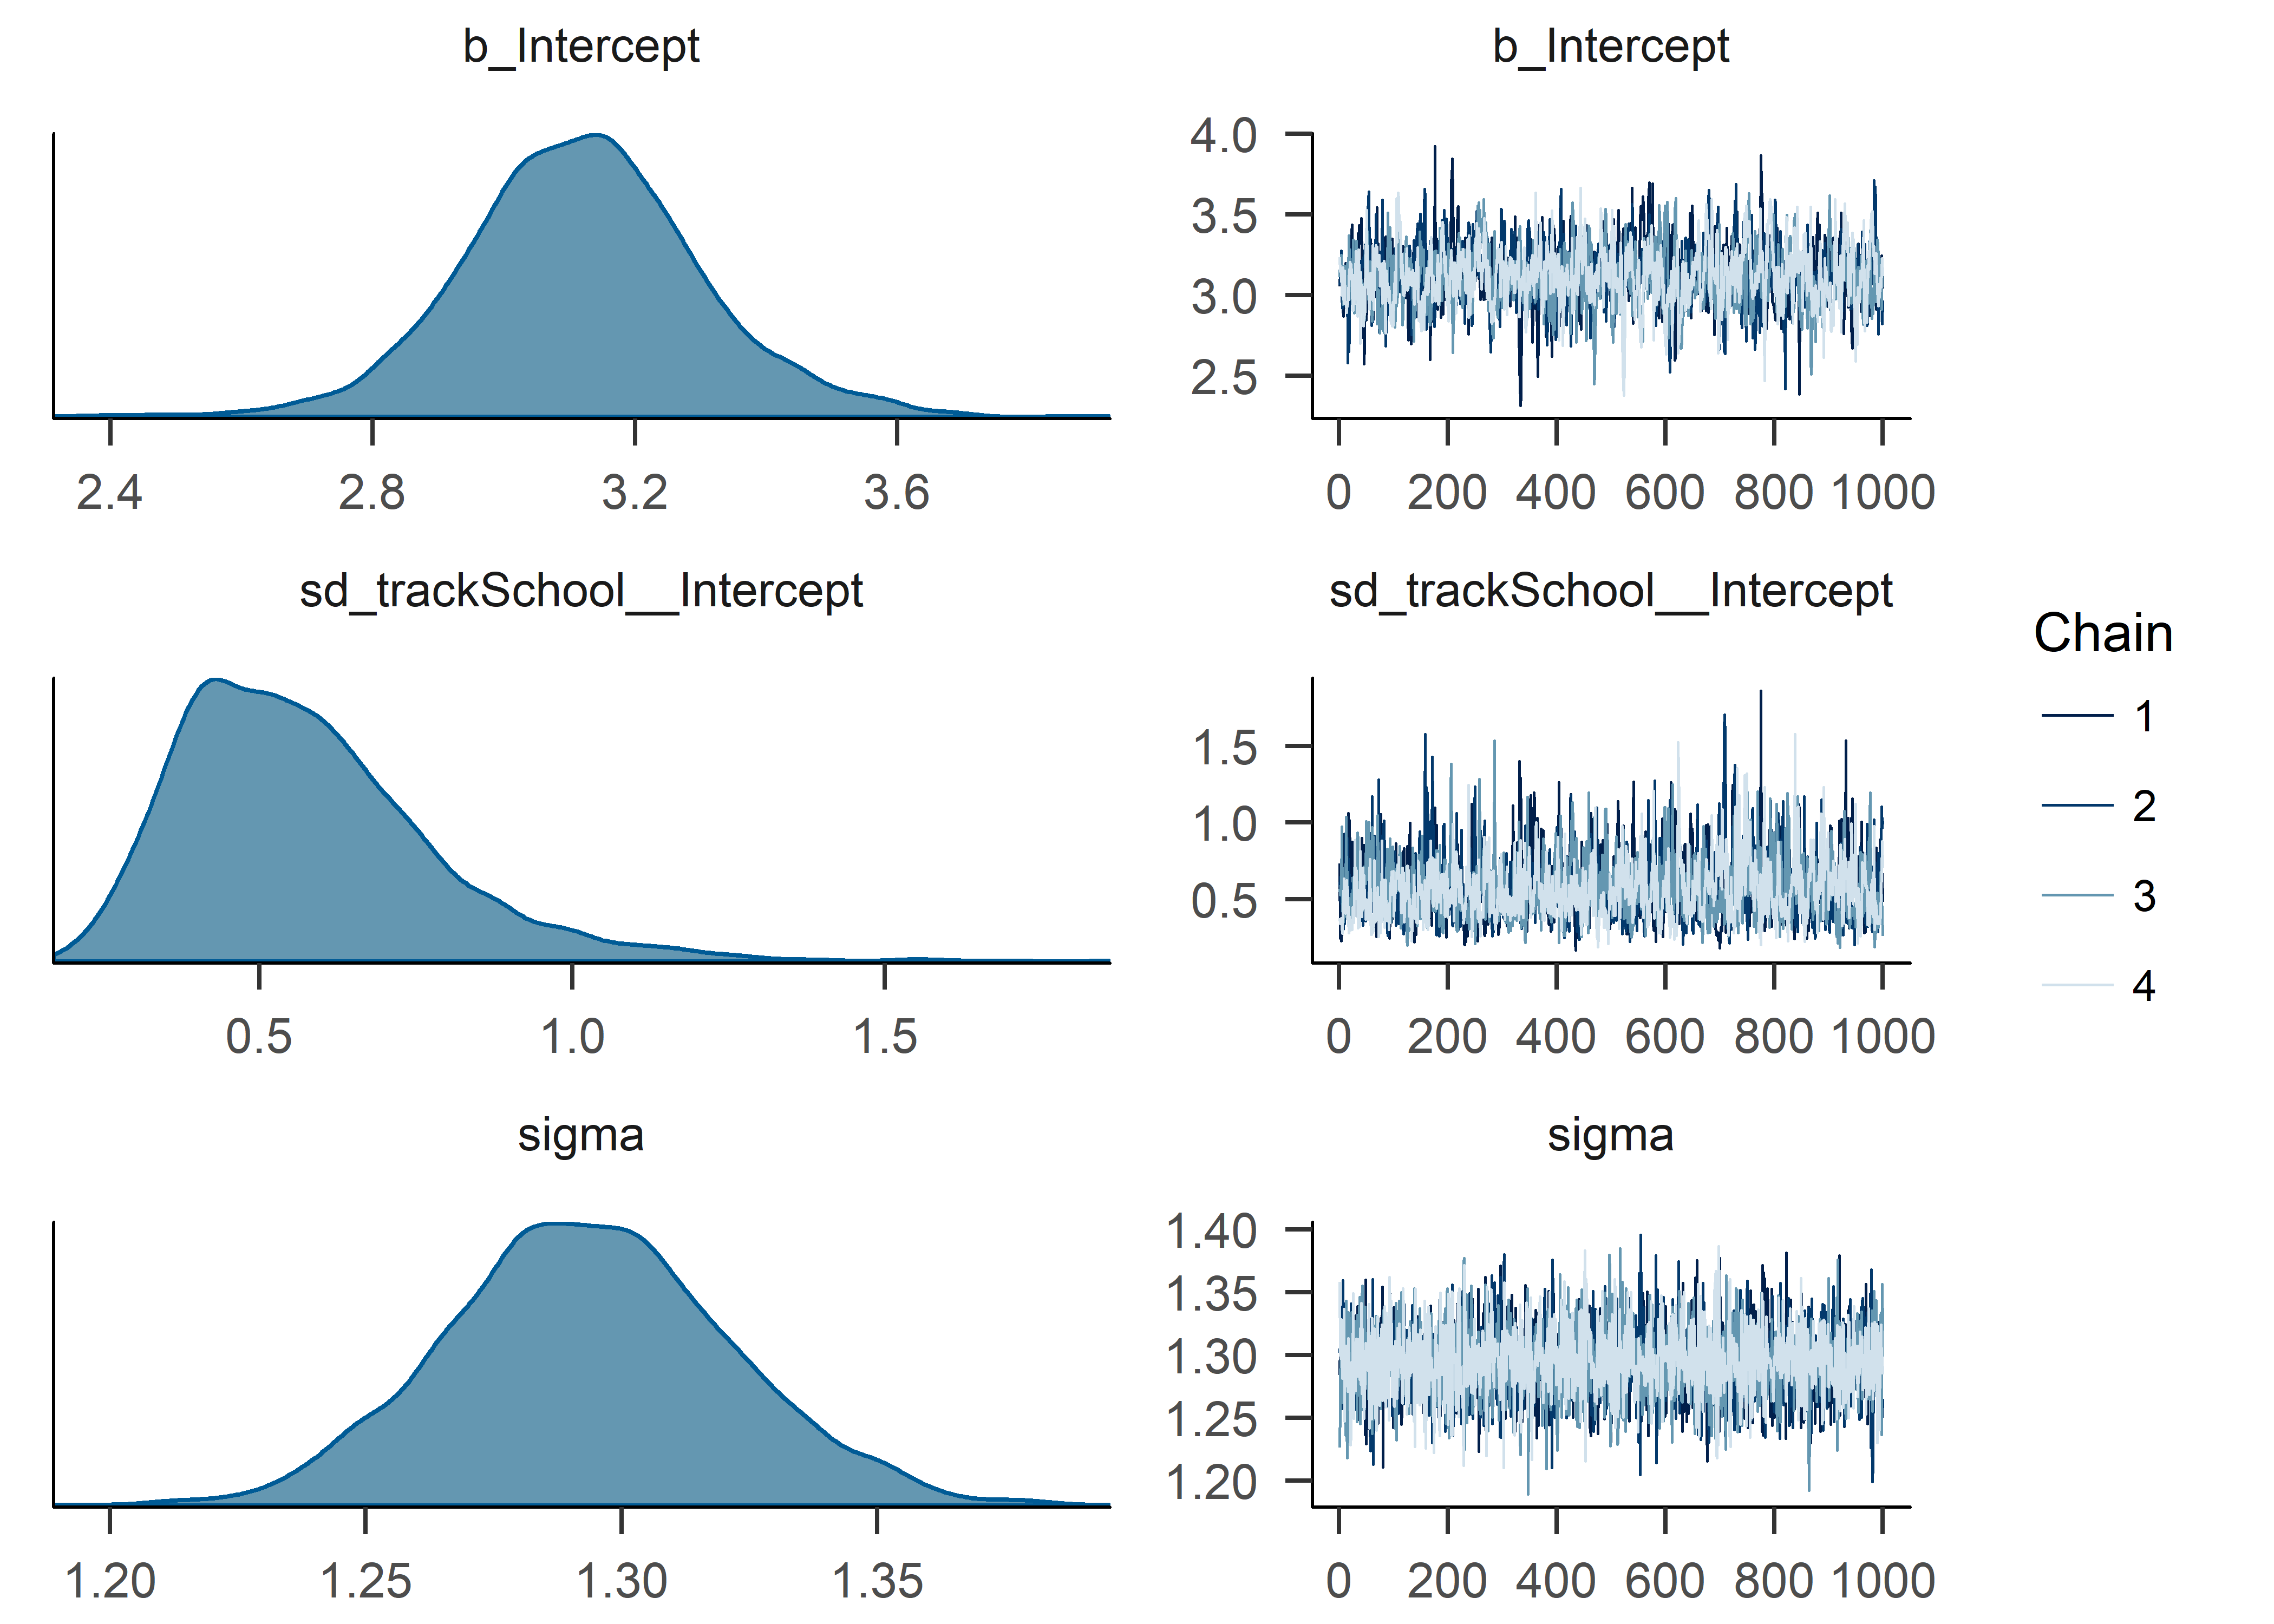 b_Intercept
2.4 2.8 3.2 3.6
b_Intercept
4.0
3.5
3.0
2.5
0 200 400 600 800 1000
sd_trackSchool__Intercept
0.5 1.0 1.5
sd_trackSchool__Intercept
1.5
1.0
0.5
0 200 400 600 800 1000
Chain
1
2
3
4
sigma
1.20 1.25 1.30 1.35
sigma
1.40
1.35
1.30
1.25
1.20
0 200 400 600 800 1000